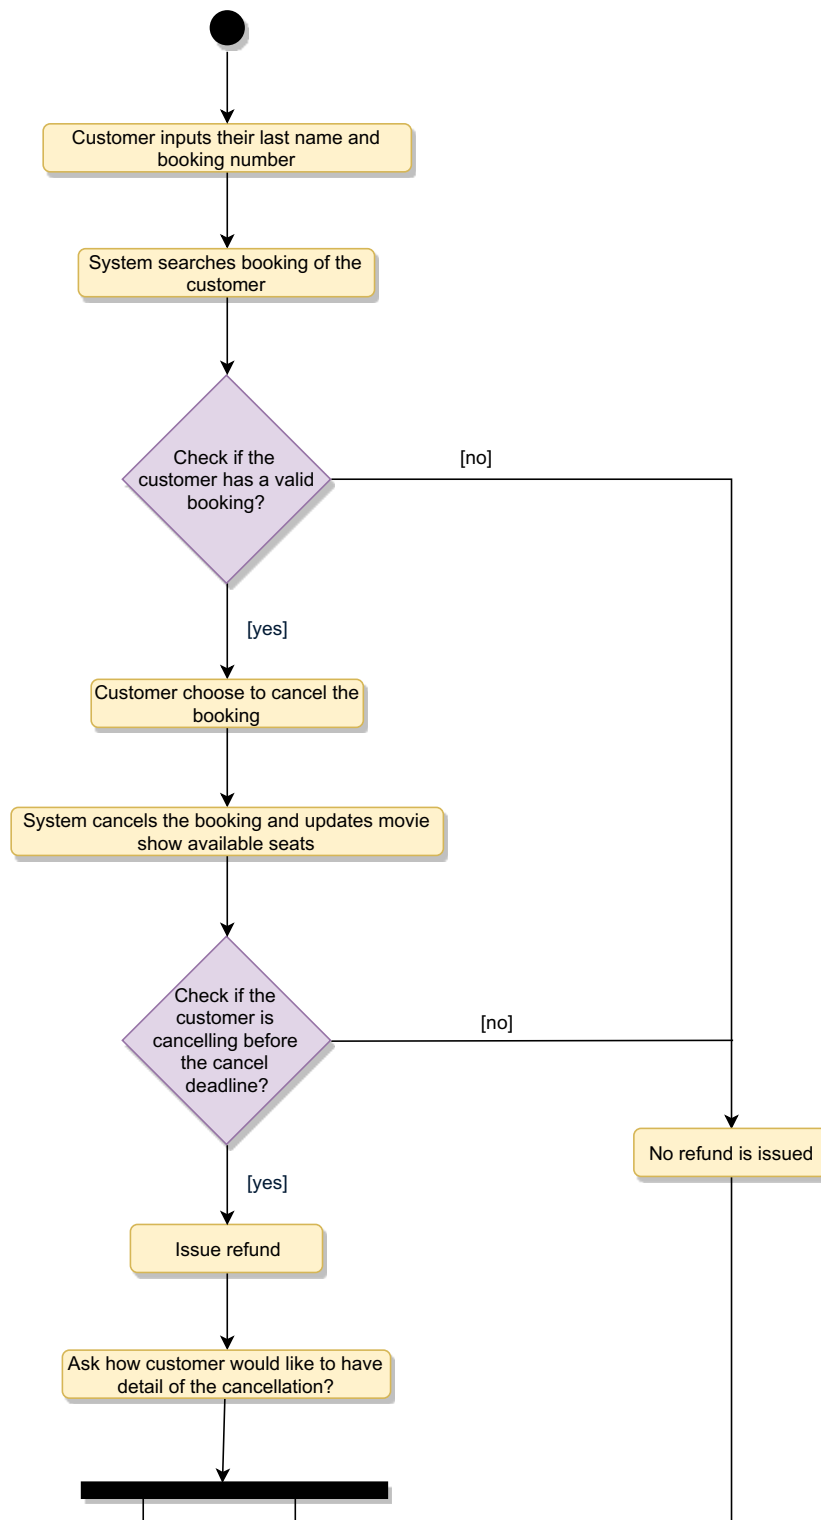 Customer inputs their last name and
booking number
System searches booking of the
customer
Check if the
customer has a valid
booking?
[no]
[yes]
Customer choose to cancel the
booking
System cancels the booking and updates movie
show available seats
Check if the
customer is
cancelling before
the cancel
deadline?
[no]
No refund is issued
[yes]
Issue refund
Ask how customer would like to have
detail of the cancellation?